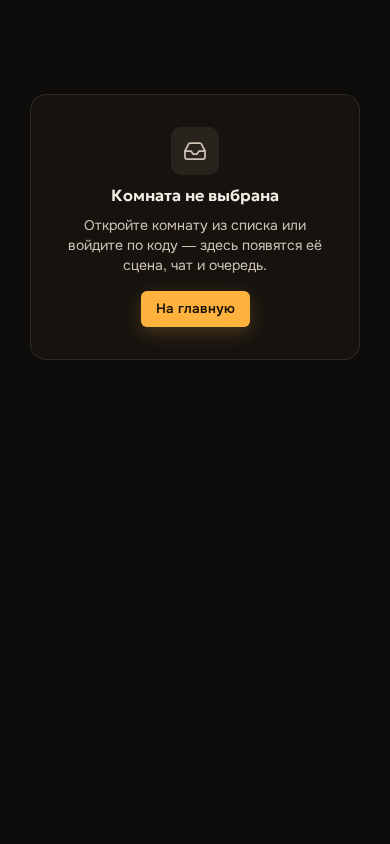 Комната не выбрана
Откройте комнату из списка или
войдите по коду — здесь появятся её
сцена, чат и очередь.
На главную